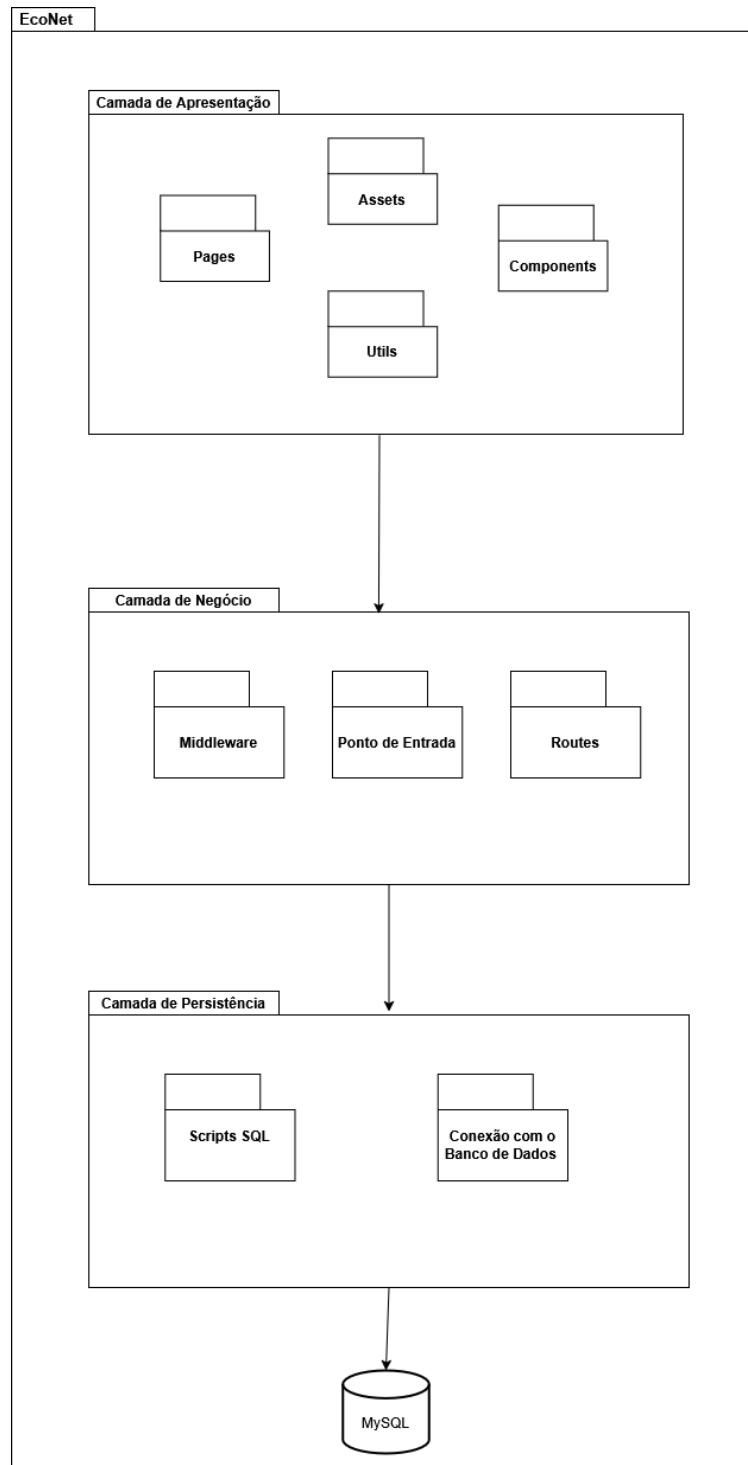 EcoNet
Camada de Apresentação
Assets
Pages
Components
Utils
Camada de Negócio
Middleware
Ponto de Entrada
Routes
Camada de Persistência
Scripts SQL
Conexão com o
Banco de Dados
MySQL